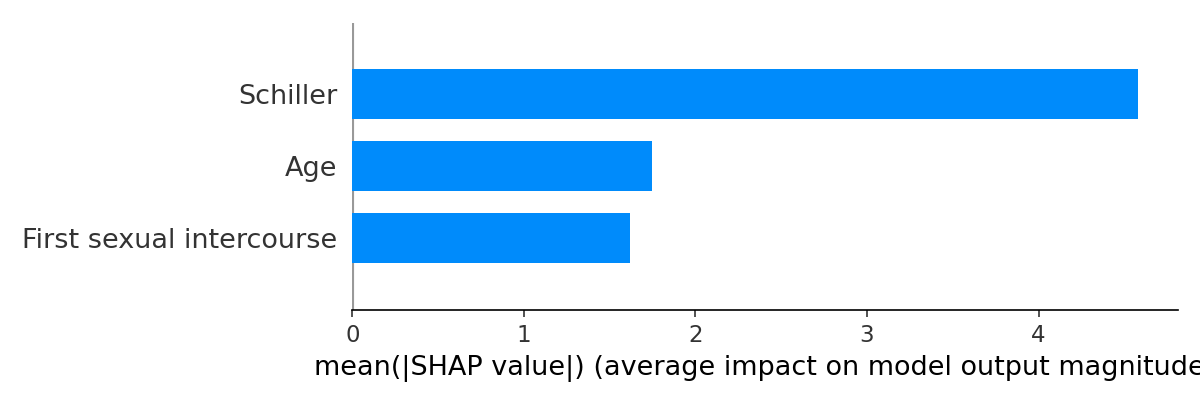 Schiller
Age
First sexual intercourse
0 1 2 3 4
mean(|SHAP value|) (average impact on model output magnitude